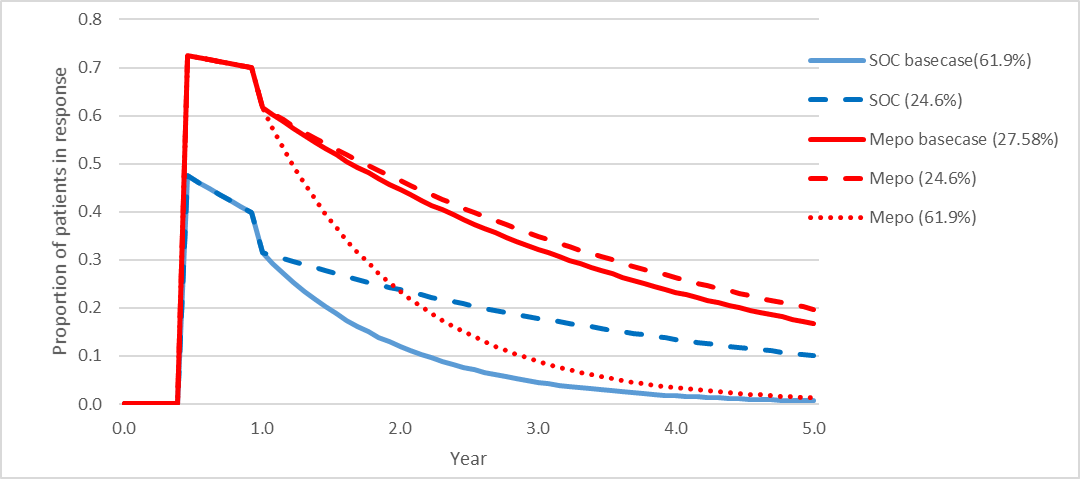 Proportion of patients in response
0.8
0.7
0.6
0.5
0.4
0.3
0.2
0.1
0.0
0.0 1.0 2.0 3.0 4.0 5.0
Year
SOC basecase(61.9%)
SOC (24.6%)
Mepo basecase (27.58%)
Mepo (24.6%)
Mepo (61.9%)